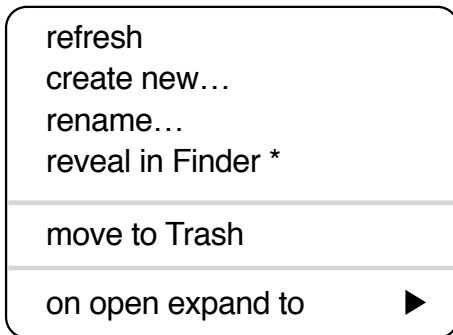 refresh
create new…
rename…
reveal in Finder *
move to Trash
on open expand to ▶